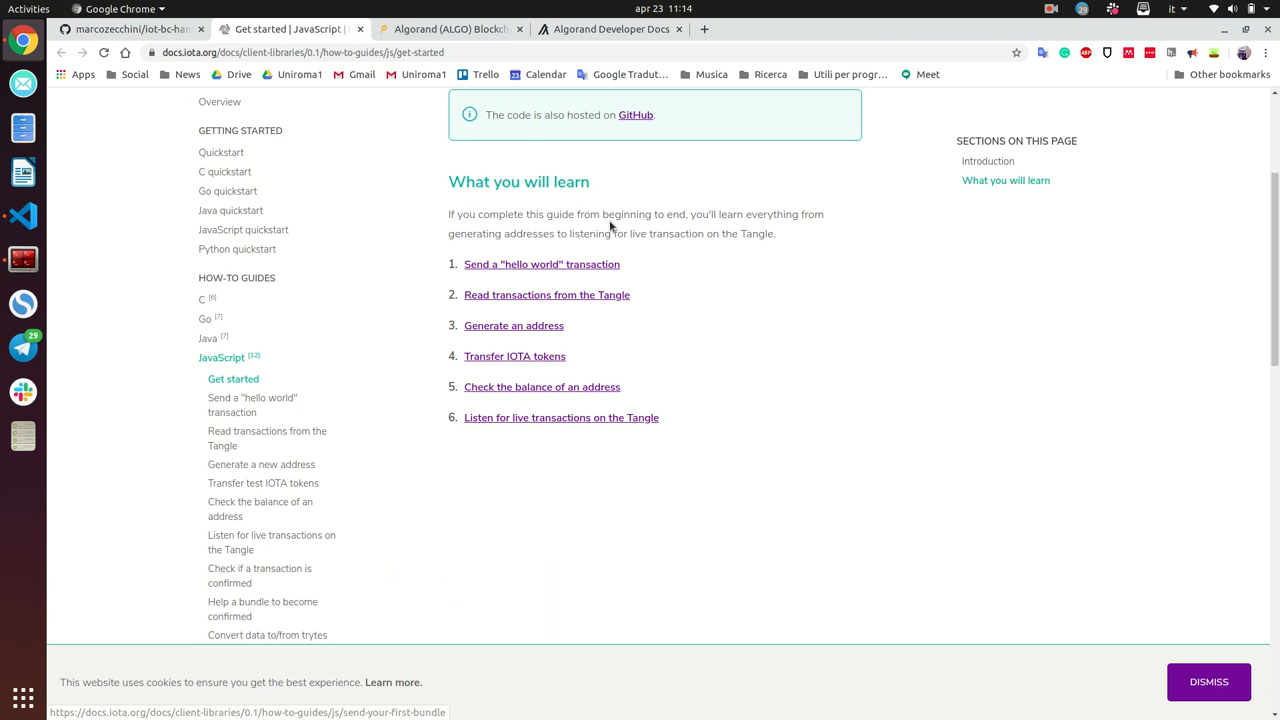 Activities
Google Chrome
apr 23 11:14
29
it
marcozecchini/iot-bc-han
Get started | JavaScript |
Algorand (ALGO) Blockch
Algorand Developer Docs
docs.iota.org/docs/client-libraries/0.1/how-to-guides/js/get-started
Apps
Social
News
Drive
Uniroma1
Gmail
Uniroma1
Trello
Calendar
Google Tradut...
Musica
Ricerca
Utili per progr...
Meet
Other bookmarks
Overview
GETTING STARTED
Quickstart
C quickstart
Go quickstart
Java quickstart
JavaScript quickstart
Python quickstart
HOW-TO GUIDES
C [6]
Go [7]
Java [7]
JavaScript [12]
Get started
Send a "hello world"
transaction
Read transactions from the
Tangle
Generate a new address
Transfer test IOTA tokens
Check the balance of an
address
Listen for live transactions on
the Tangle
Check if a transaction is
confirmed
Help a bundle to become
confirmed
Convert data to/from trytes
The code is also hosted on GitHub.
What you will learn
If you complete this guide from beginning to end, you'll learn everything from
generating addresses to listening for live transaction on the Tangle.
1. Send a "hello world" transaction
2. Read transactions from the Tangle
3. Generate an address
4. Transfer IOTA tokens
5. Check the balance of an address
6. Listen for live transactions on the Tangle
SECTIONS ON THIS PAGE
Introduction
What you will learn
29
This website uses cookies to ensure you get the best experience. Learn more.
DISMISS
https://docs.iota.org/docs/client-libraries/0.1/how-to-guides/js/send-your-first-bundle